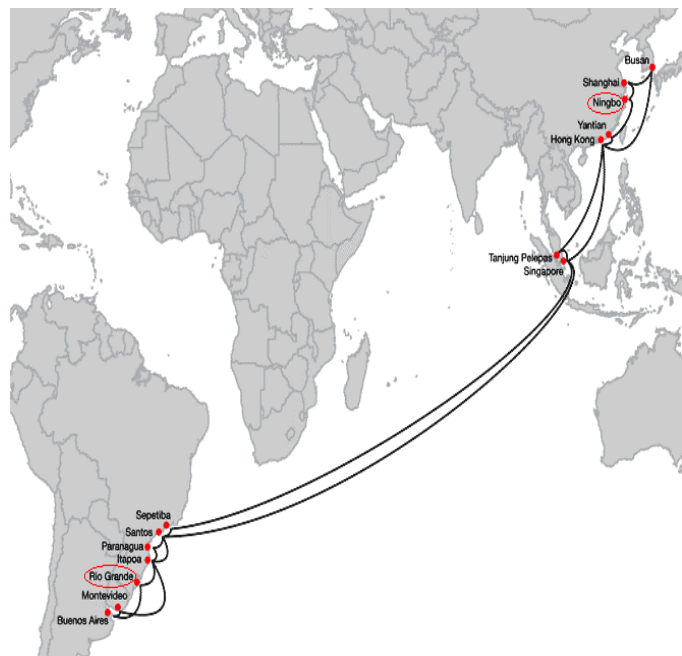 Busan
Shanghai
Ningbo
Yantian
Hong Kong
Tanjung Pelepas
Singapore
Sepetiba
Santos
Paranagua
Itapoa
Rio Grande
Montevideo
Buenos Aires